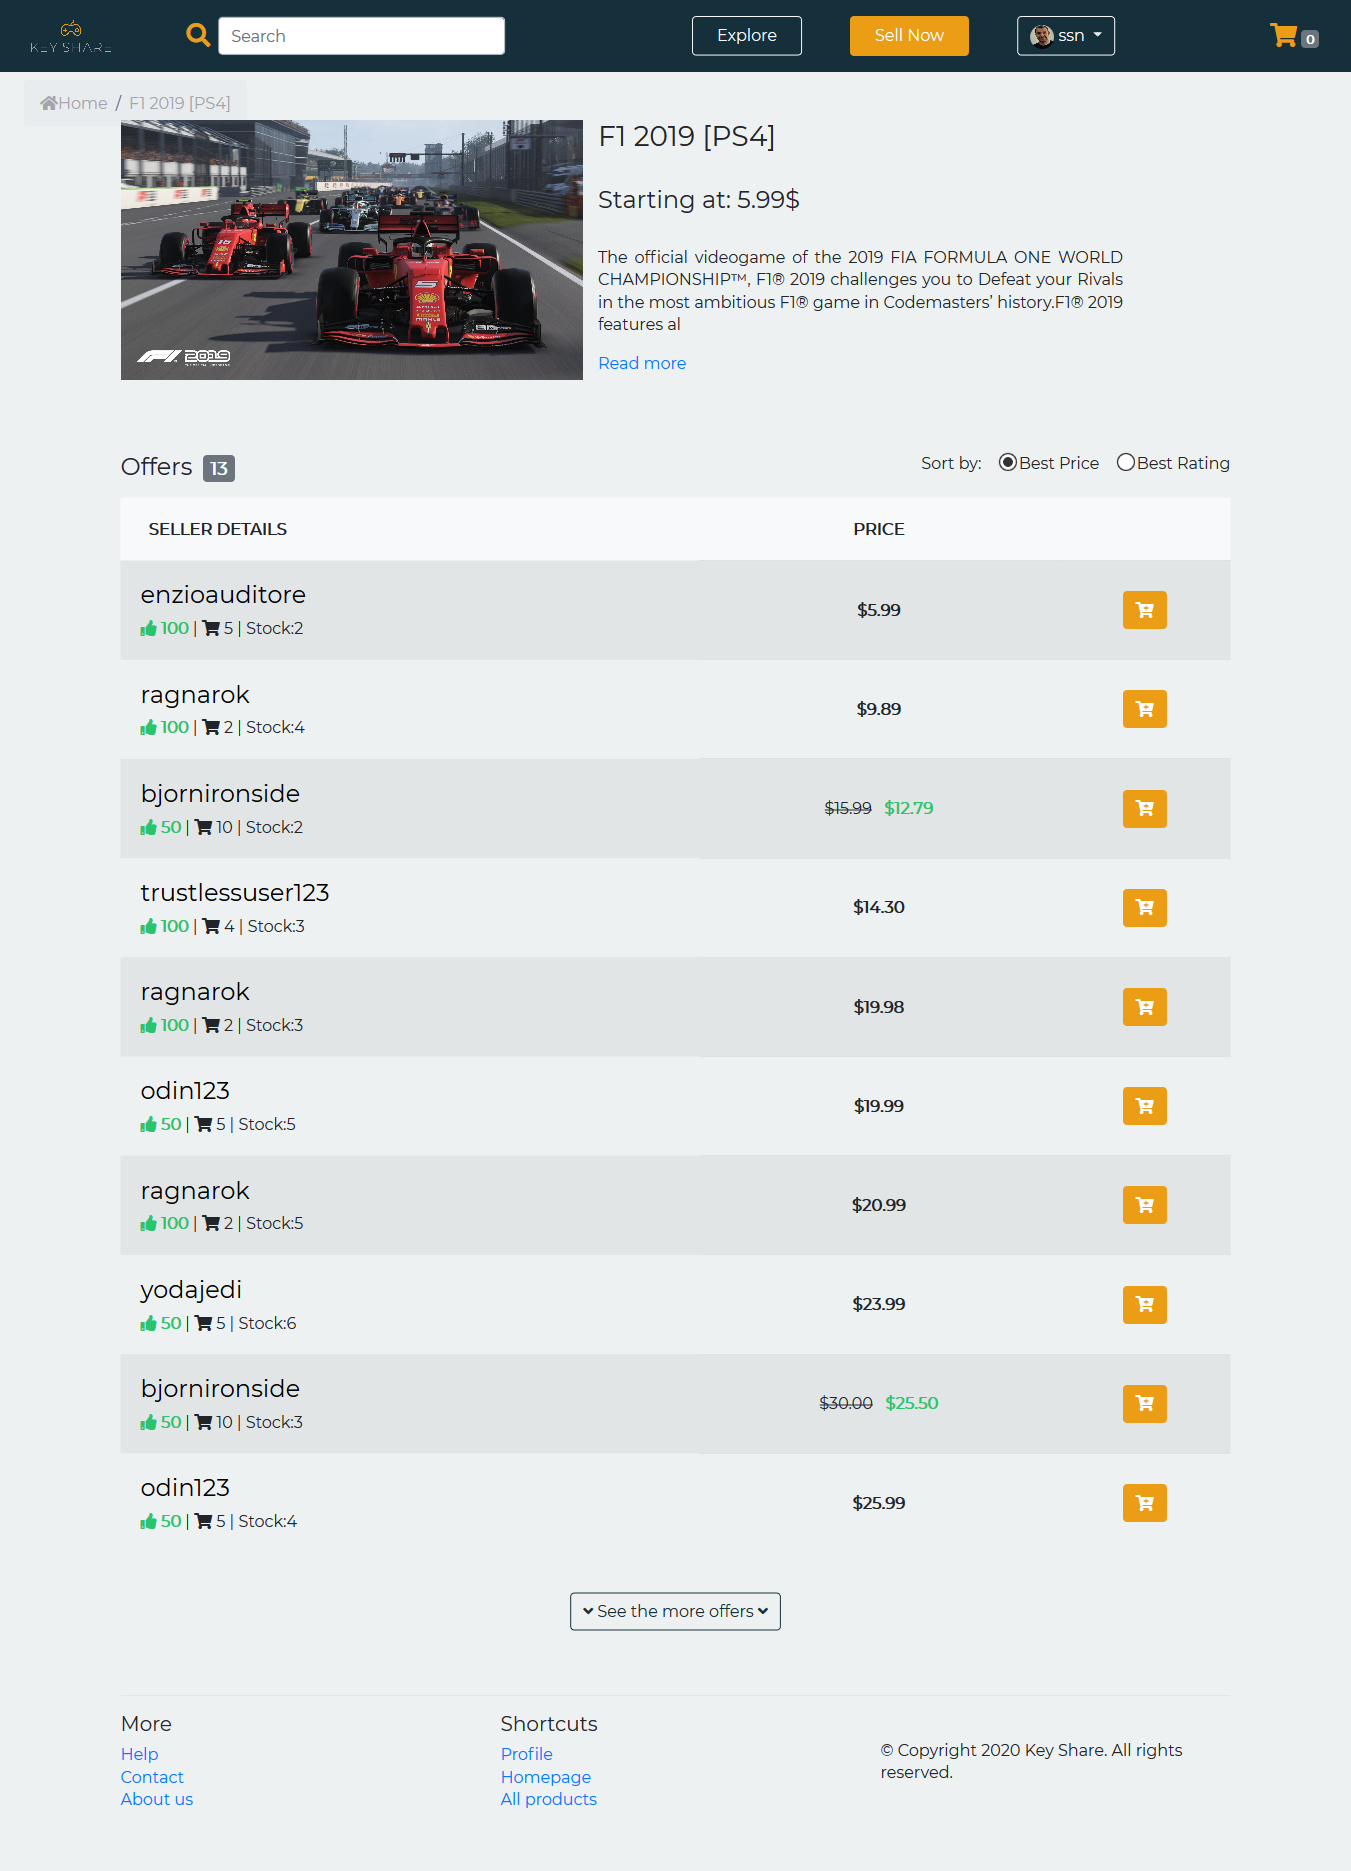 KEY SHARE
Search
Explore
Sell Now
ssn
0
Home / F1 2019 [PS4]
F1 2019 [PS4]
Starting at: 5.99$
The official videogame of the 2019 FIA FORMULA ONE WORLD
CHAMPIONSHIP™, F1® 2019 challenges you to Defeat your Rivals
in the most ambitious F1® game in Codemasters’ history.F1® 2019
features al
Read more
16
5
F1 2019
Offers 13
Sort by: Best Price Best Rating
SELLER DETAILS PRICE
enzioauditore
100 | 5 | Stock:2
$5.99
ragnarok
100 | 2 | Stock:4
$9.89
bjornironside
50 | 10 | Stock:2
$15.99 $12.79
trustlessuser123
100 | 4 | Stock:3
$14.30
ragnarok
100 | 2 | Stock:3
$19.98
odin123
50 | 5 | Stock:5
$19.99
ragnarok
100 | 2 | Stock:5
$20.99
yodajedi
50 | 5 | Stock:6
$23.99
bjornironside
50 | 10 | Stock:3
$30.00 $25.50
odin123
50 | 5 | Stock:4
$25.99
See the more offers
More
Help
Contact
About us
Shortcuts
Profile
Homepage
All products
© Copyright 2020 Key Share. All rights
reserved.